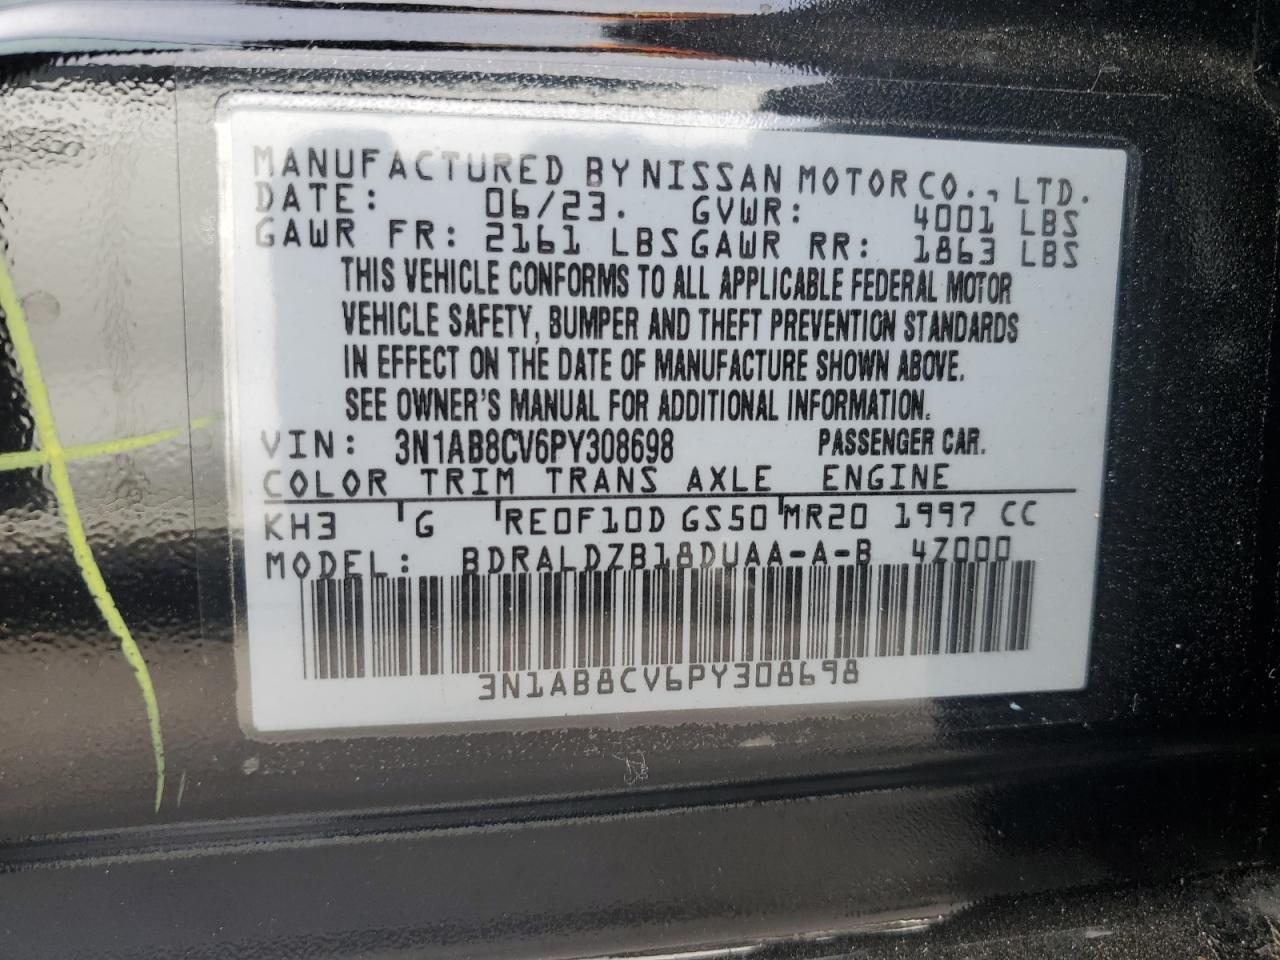 MANUFACTURED BY NISSAN MOTOR CO., LTD.
DATE: 06/23. GVWR: 4001 LBS
GAWR FR: 2161 LBS GAWR RR: 1863 LBS
THIS VEHICLE CONFORMS TO ALL APPLICABLE FEDERAL MOTOR
VEHICLE SAFETY, BUMPER AND THEFT PREVENTION STANDARDS
IN EFFECT ON THE DATE OF MANUFACTURE SHOWN ABOVE.
SEE OWNER'S MANUAL FOR ADDITIONAL INFORMATION.
VIN: 3N1AB8CV6PY308698 PASSENGER CAR.
COLOR TRIM TRANS AXLE ENGINE
KH3 G RE0F10D GS50 MR20 1997 CC
MODEL: BDRALDZB18DUAA-A-B 4Z000
3N1AB8CV6PY308698